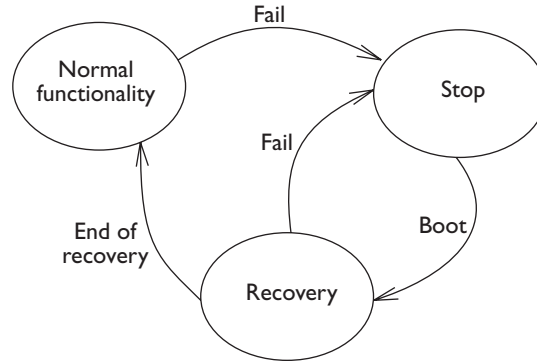 Fail
Normal
functionality
Stop
Fail
End of
recovery
Boot
Recovery